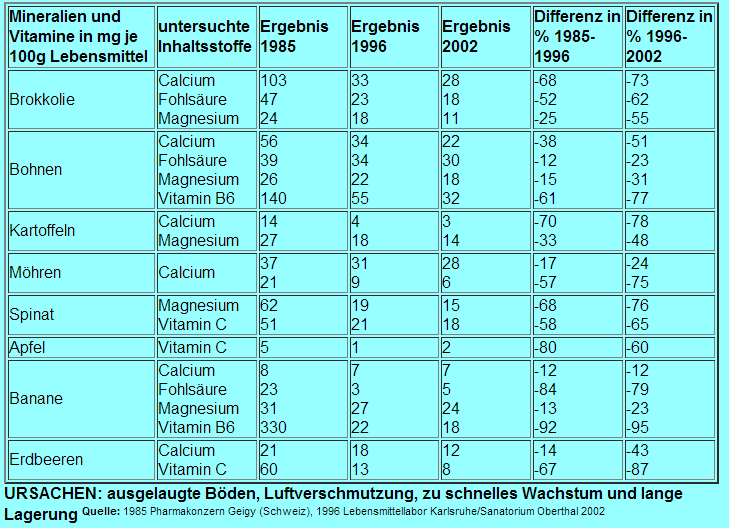 Mineralien und Vitamine in mg je 100g Lebensmittel | untersuchte Inhaltsstoffe | Ergebnis 1985 | Ergebnis 1996 | Ergebnis 2002 | Differenz in % 1985-1996 | Differenz in % 1996-2002
Brokkolie
Calcium 103 33 28 -68 -73
Fohlsäure 47 23 18 -52 -62
Magnesium 24 18 11 -25 -55
Bohnen
Calcium 56 34 22 -38 -51
Fohlsäure 39 34 30 -12 -23
Magnesium 26 22 18 -15 -31
Vitamin B6 140 55 32 -61 -77
Kartoffeln
Calcium 14 4 3 -70 -78
Magnesium 27 18 14 -33 -48
Möhren
Calcium 37 31 28 -17 -24
21 9 6 -57 -75
Spinat
Magnesium 62 19 15 -68 -76
Vitamin C 51 21 18 -58 -65
Apfel Vitamin C 5 1 2 -80 -60
Banane
Calcium 8 7 7 -12 -12
Fohlsäure 23 3 5 -84 -79
Magnesium 31 27 24 -13 -23
Vitamin B6 330 22 18 -92 -95
Erdbeeren
Calcium 21 18 12 -14 -43
Vitamin C 60 13 8 -67 -87
URSACHEN: ausgelaugte Böden, Luftverschmutzung, zu schnelles Wachstum und lange
Lagerung Quelle: 1985 Pharmakonzern Geigy (Schweiz), 1996 Lebensmittellabor Karlsruhe/Sanatorium Oberthal 2002